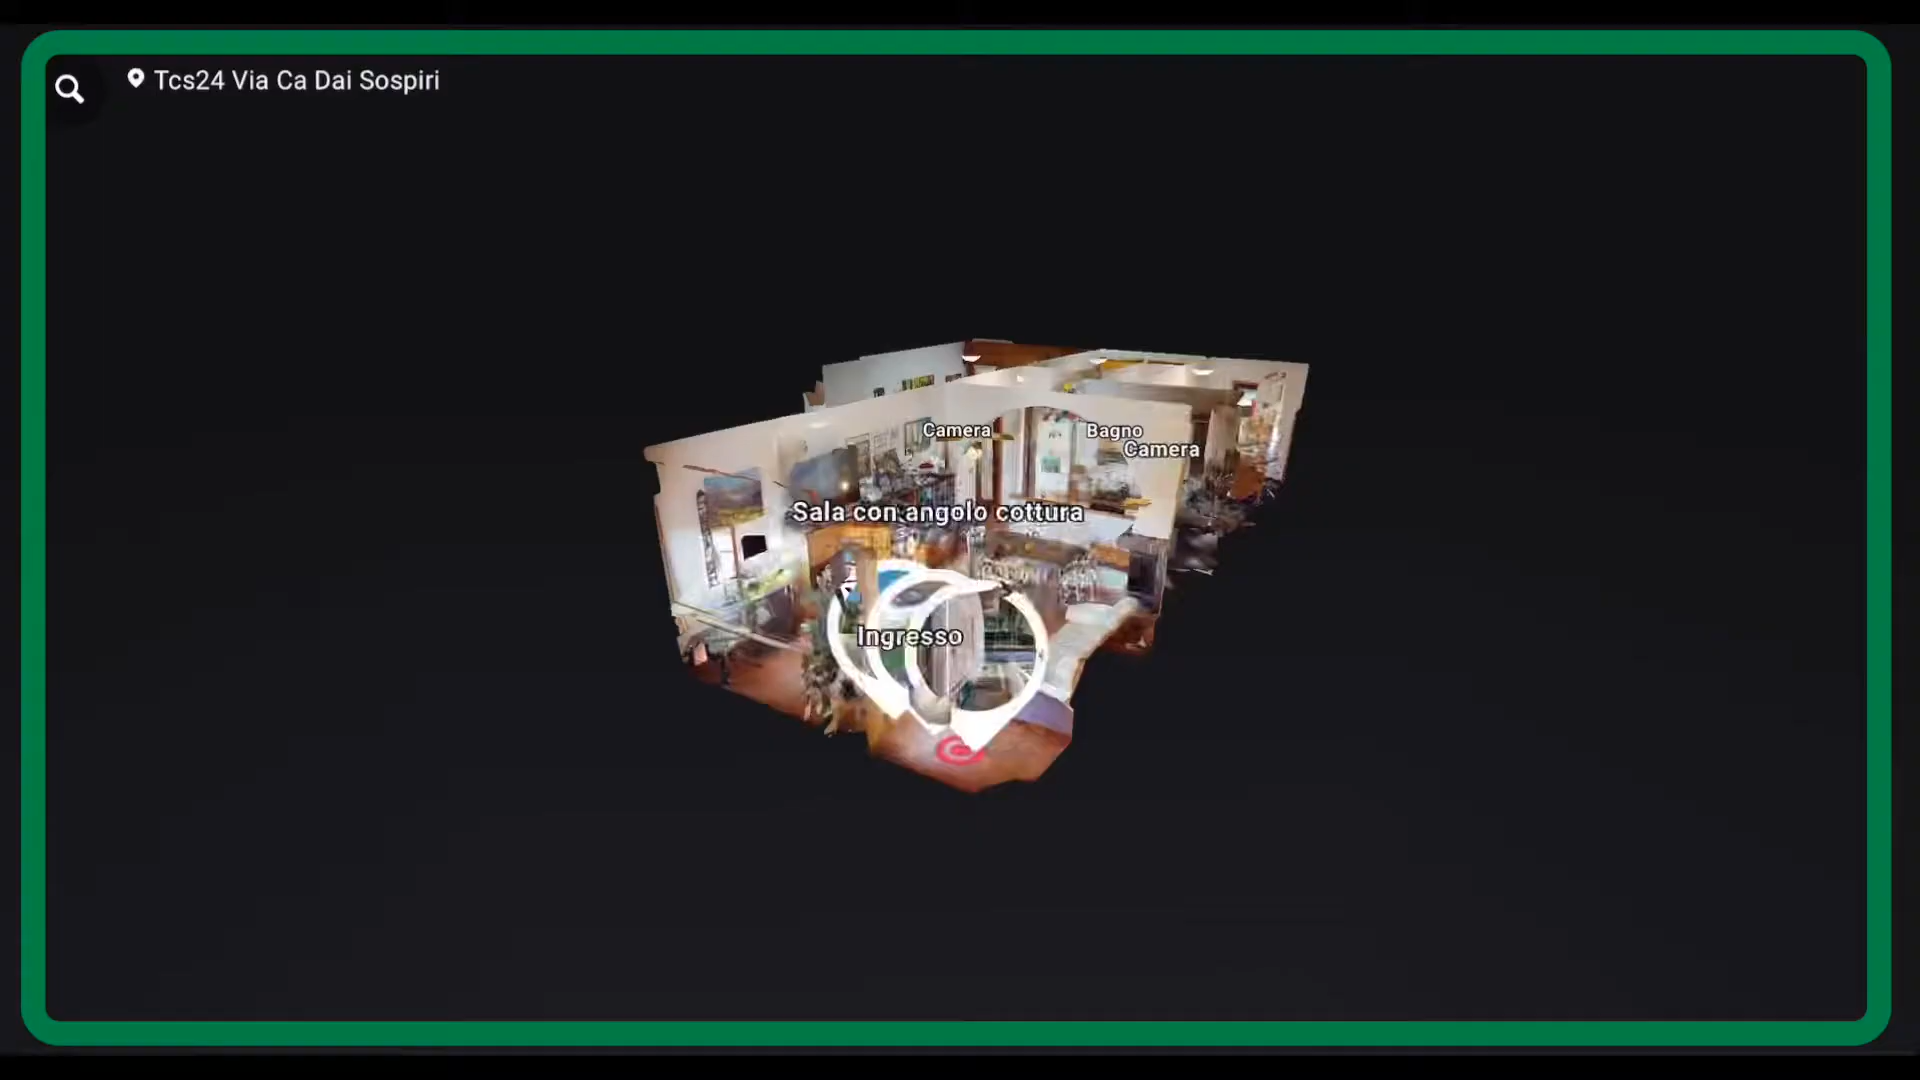 Tcs24 Via Ca Dai Sospiri
Camera
Bagno
Camera
Sala con angolo cottura
Ingresso